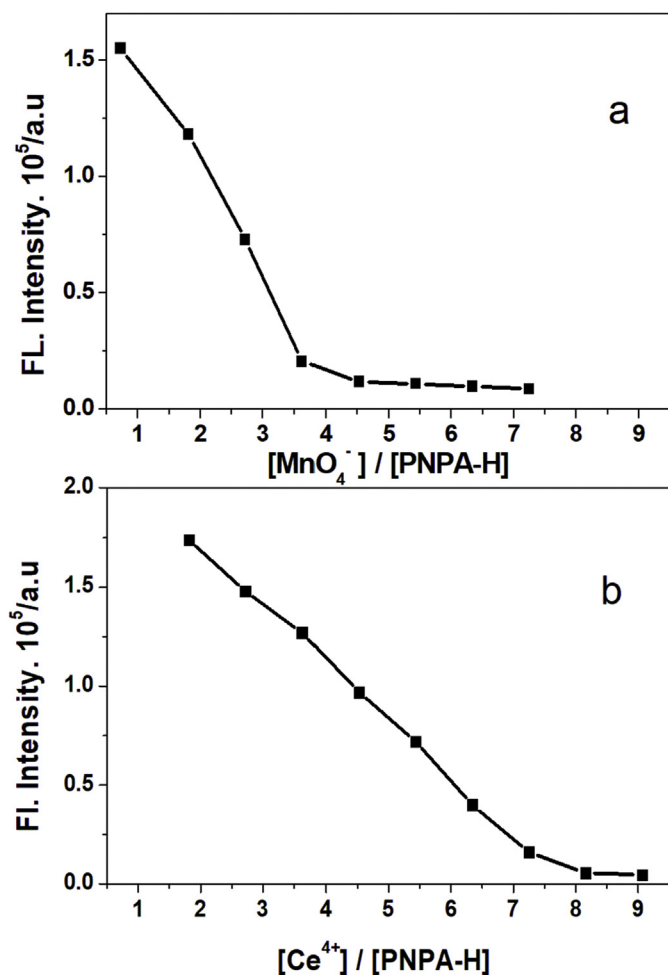 1.5
1.0
0.5
0.0
FL. Intensity. 10⁵/a.u
a
1 2 3 4 5 6 7 8 9
[MnO₄⁻] / [PNPA-H]
2.0
1.5
1.0
0.5
0.0
Fl. Intensity. 10⁵/a.u
b
1 2 3 4 5 6 7 8 9
[Ce⁴⁺] / [PNPA-H]